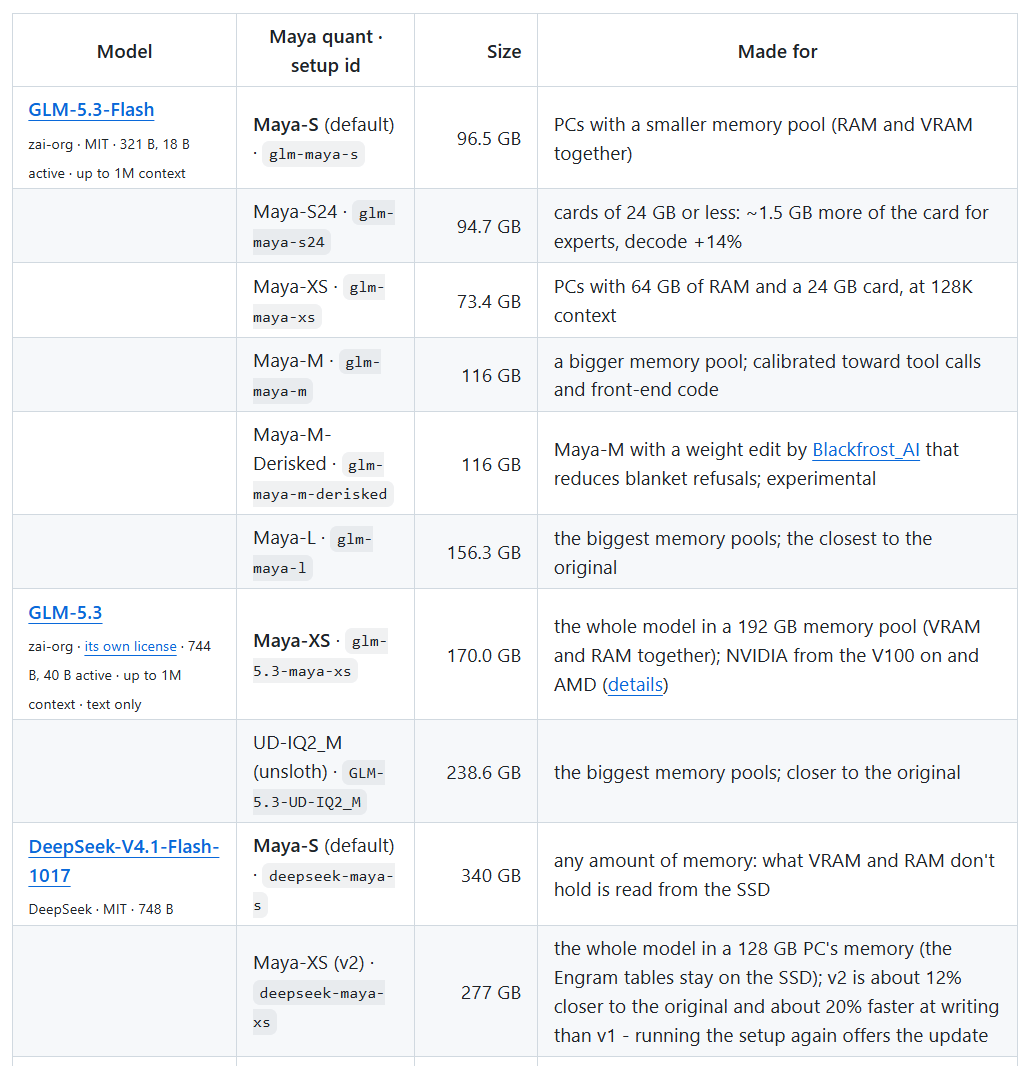 Model
Maya quant ·
setup id
Size
Made for
GLM-5.3-Flash
zai-org · MIT · 321 B, 18 B
active · up to 1M context
Maya-S (default)
· glm-maya-s
96.5 GB
PCs with a smaller memory pool (RAM and VRAM
together)
Maya-S24 · glm-
maya-s24
94.7 GB
cards of 24 GB or less: ~1.5 GB more of the card for
experts, decode +14%
Maya-XS · glm-
maya-xs
73.4 GB
PCs with 64 GB of RAM and a 24 GB card, at 128K
context
Maya-M · glm-
maya-m
116 GB
a bigger memory pool; calibrated toward tool calls
and front-end code
Maya-M-
Derisked · glm-
maya-m-derisked
116 GB
Maya-M with a weight edit by Blackfrost_AI that
reduces blanket refusals; experimental
Maya-L · glm-
maya-l
156.3 GB
the biggest memory pools; the closest to the
original
GLM-5.3
zai-org · its own license · 744
B, 40 B active · up to 1M
context · text only
Maya-XS · glm-
5.3-maya-xs
170.0 GB
the whole model in a 192 GB memory pool (VRAM
and RAM together); NVIDIA from the V100 on and
AMD (details)
UD-IQ2_M
(unsloth) · GLM-
5.3-UD-IQ2_M
238.6 GB
the biggest memory pools; closer to the original
DeepSeek-V4.1-Flash-
1017
DeepSeek · MIT · 748 B
Maya-S (default)
· deepseek-maya-
s
340 GB
any amount of memory: what VRAM and RAM don't
hold is read from the SSD
Maya-XS (v2) ·
deepseek-maya-
xs
277 GB
the whole model in a 128 GB PC's memory (the
Engram tables stay on the SSD); v2 is about 12%
closer to the original and about 20% faster at writing
than v1 - running the setup again offers the update